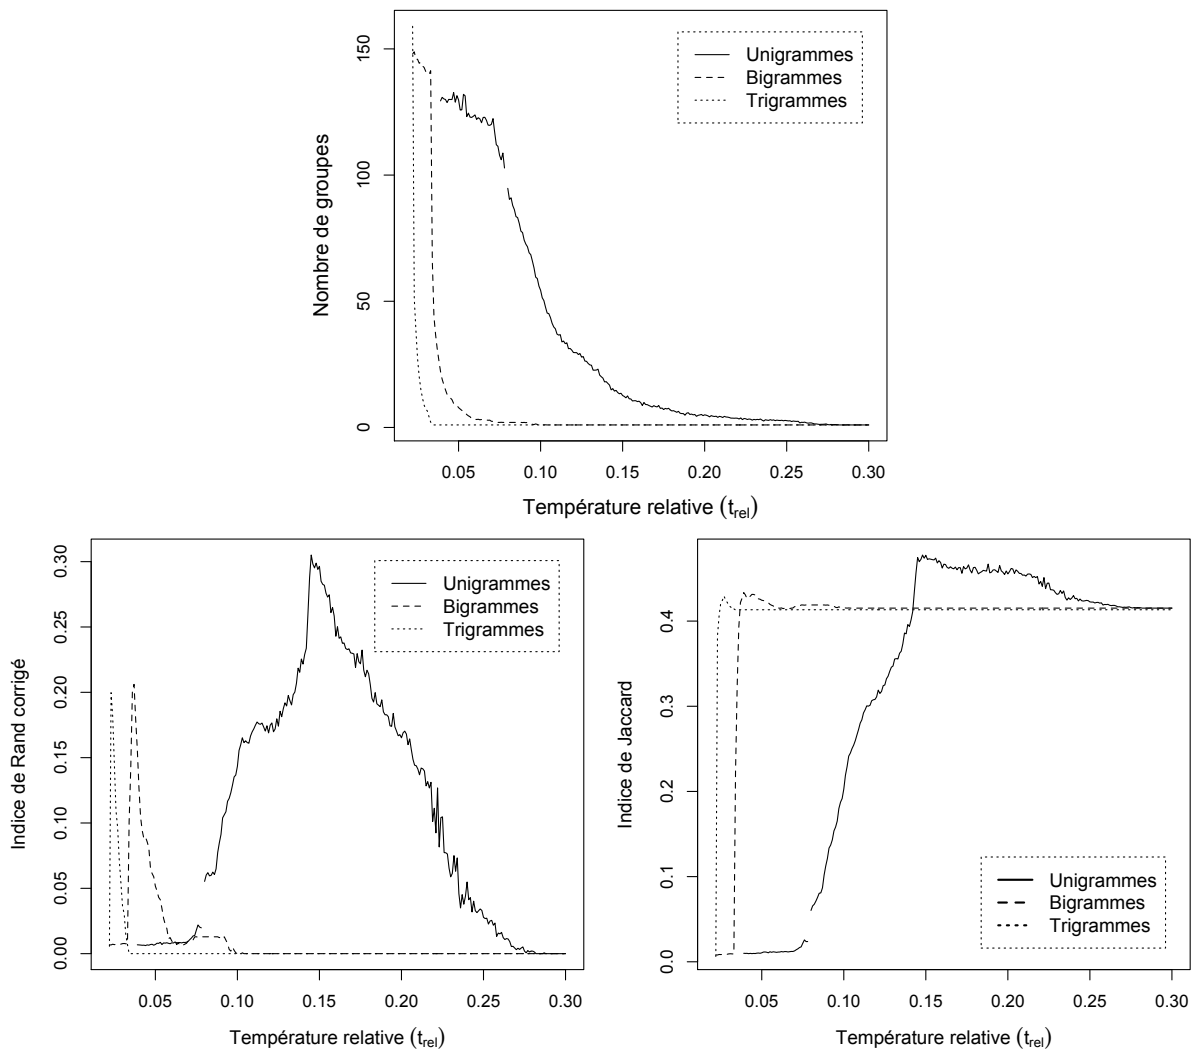 Nombre de groupes
150
100
50
0
Unigrammes
Bigrammes
Trigrammes
0.05 0.10 0.15 0.20 0.25 0.30
Température relative (trel)
Indice de Rand corrigé
0.30
0.25
0.20
0.15
0.10
0.05
0.00
Unigrammes
Bigrammes
Trigrammes
0.05 0.10 0.15 0.20 0.25 0.30
Température relative (trel)
Indice de Jaccard
0.4
0.3
0.2
0.1
0.0
Unigrammes
Bigrammes
Trigrammes
0.05 0.10 0.15 0.20 0.25 0.30
Température relative (trel)